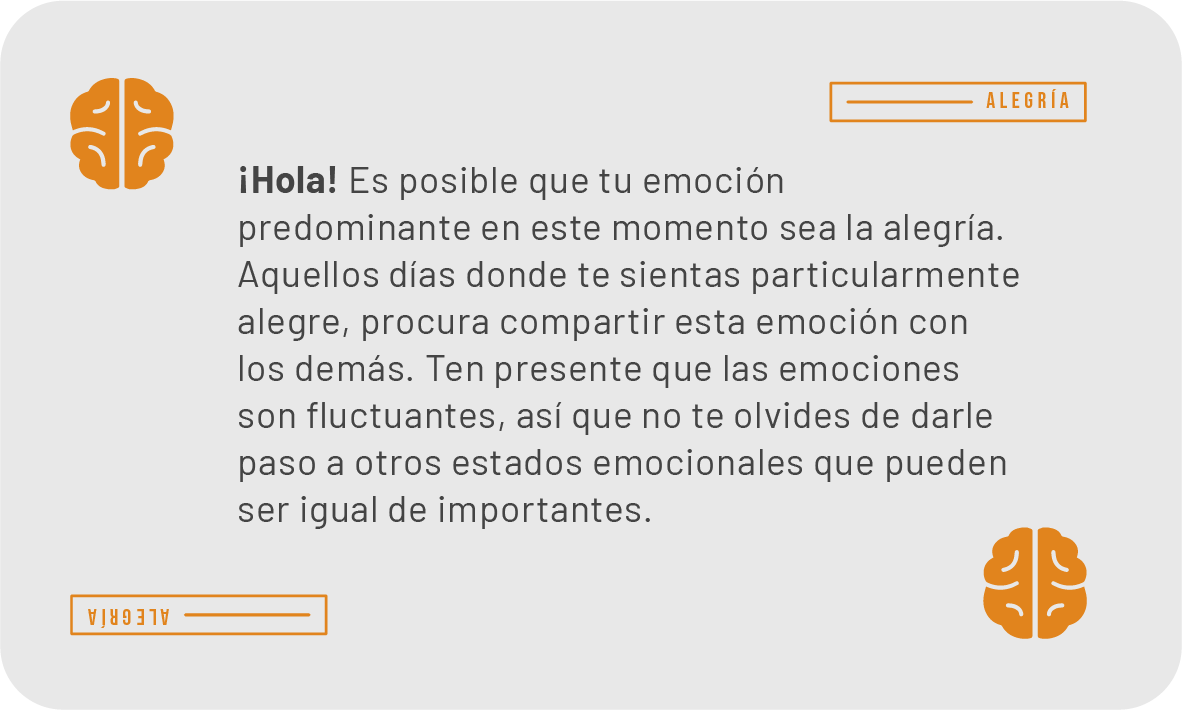 ALEGRÍA
¡Hola! Es posible que tu emoción
predominante en este momento sea la alegría.
Aquellos días donde te sientas particularmente
alegre, procura compartir esta emoción con
los demás. Ten presente que las emociones
son fluctuantes, así que no te olvides de darle
paso a otros estados emocionales que pueden
ser igual de importantes.
ALEGRÍA